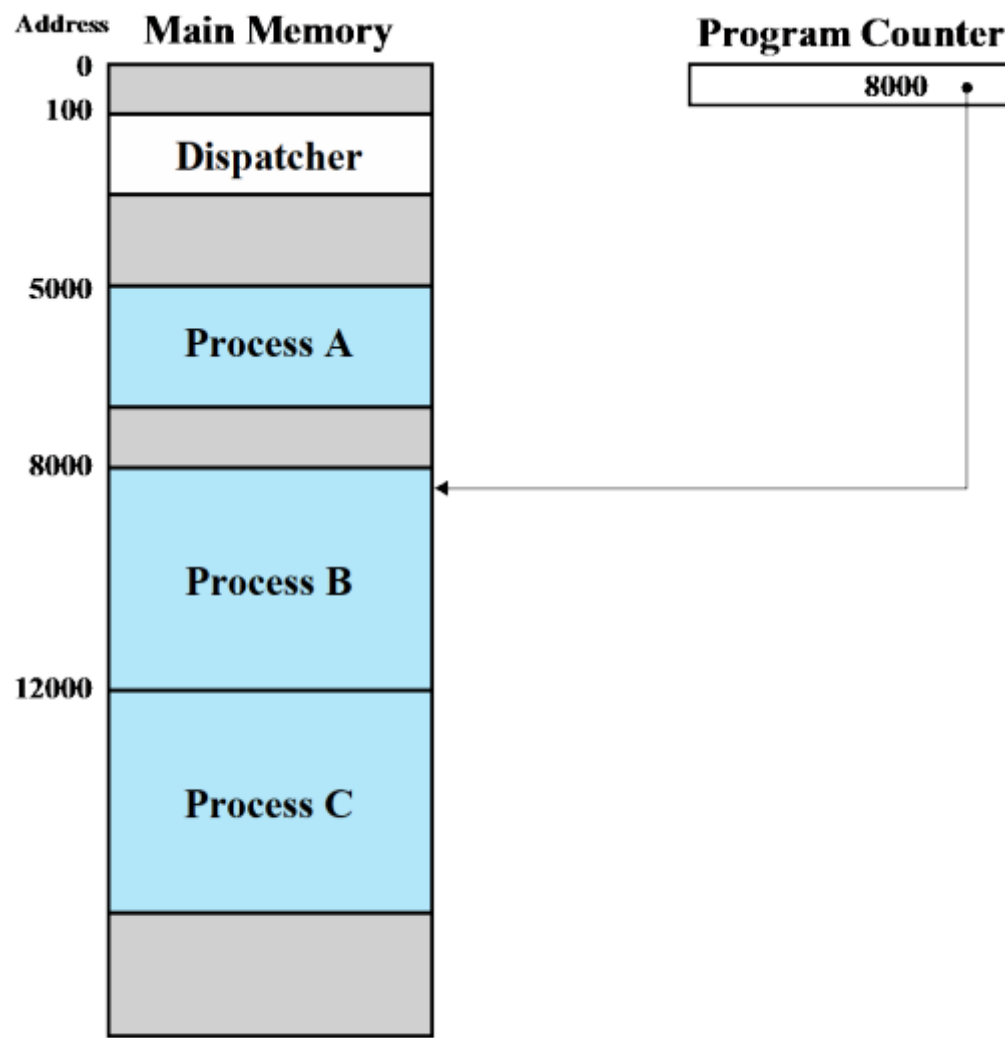 Address
Main Memory
Program Counter
0
8000
100
Dispatcher
5000
Process A
8000
Process B
12000
Process C